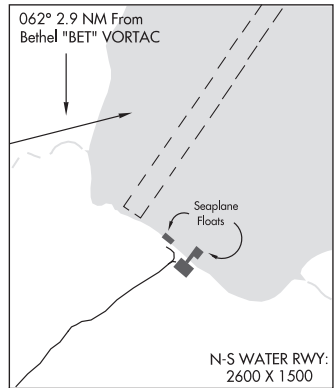 062° 2.9 NM From
Bethel "BET" VORTAC
Seaplane
Floats
N-S WATER RWY:
2600 X 1500